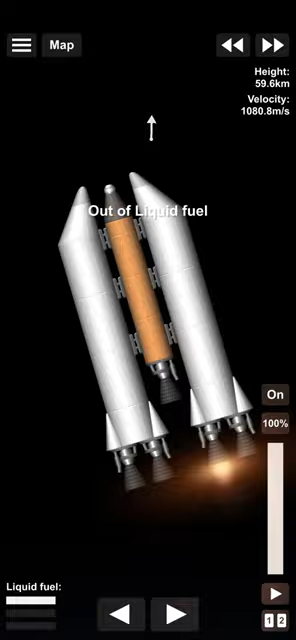 Map
Height:
59.6km
Velocity:
1080.8m/s
Out of Liquid fuel
On
100%
Liquid fuel:
1 2